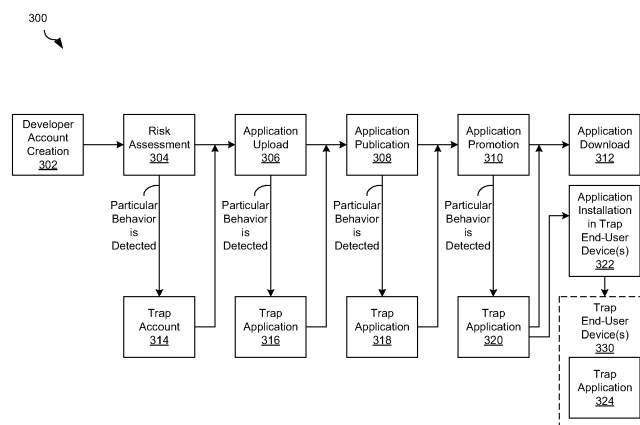 300
Developer
Account
Creation
302
Risk
Assessment
304
Application
Upload
306
Application
Publication
308
Application
Promotion
310
Application
Download
312
Particular
Behavior
is
Detected
Particular
Behavior
is
Detected
Particular
Behavior
is
Detected
Particular
Behavior
is
Detected
Application
Installation
in Trap
End-User
Device(s)
322
Trap
Account
314
Trap
Application
316
Trap
Application
318
Trap
Application
320
Trap
End-User
Device(s)
330
Trap
Application
324